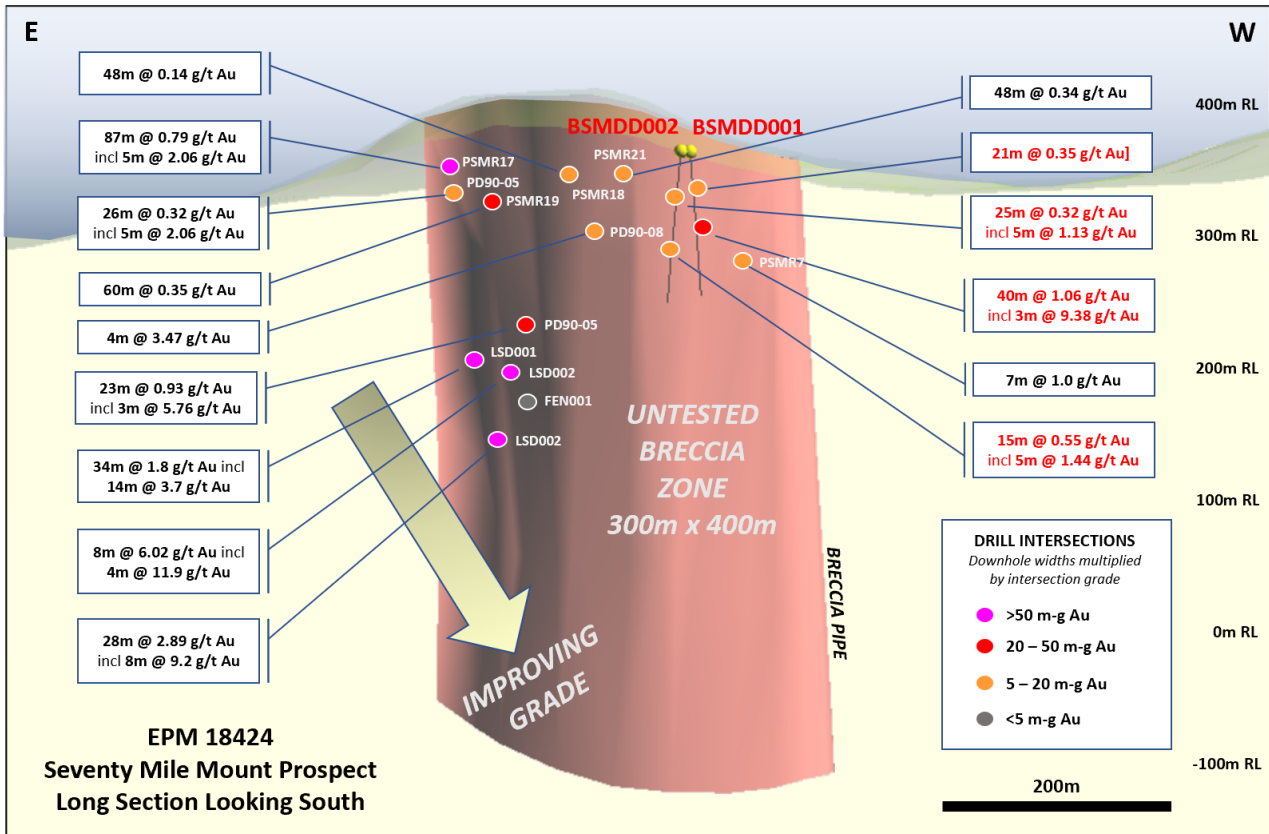 E
W
48m @ 0.14 g/t Au
87m @ 0.79 g/t Au
incl 5m @ 2.06 g/t Au
26m @ 0.32 g/t Au
incl 5m @ 2.06 g/t Au
60m @ 0.35 g/t Au
4m @ 3.47 g/t Au
23m @ 0.93 g/t Au
incl 3m @ 5.76 g/t Au
34m @ 1.8 g/t Au incl
14m @ 3.7 g/t Au
8m @ 6.02 g/t Au incl
4m @ 11.9 g/t Au
28m @ 2.89 g/t Au
incl 8m @ 9.2 g/t Au
BSMDD002
BSMDD001
PSMR17
PD90-05
PSMR19
PSMR18
PSMR21
PD90-08
PSMR7
PD90-05
LSD001
LSD002
FEN001
LSD002
UNTESTED
BRECCIA
ZONE
300m x 400m
IMPROVING
GRADE
BRECCIA PIPE
48m @ 0.34 g/t Au
21m @ 0.35 g/t Au]
25m @ 0.32 g/t Au
incl 5m @ 1.13 g/t Au
40m @ 1.06 g/t Au
incl 3m @ 9.38 g/t Au
7m @ 1.0 g/t Au
15m @ 0.55 g/t Au
incl 5m @ 1.44 g/t Au
400m RL
300m RL
200m RL
100m RL
0m RL
-100m RL
DRILL INTERSECTIONS
Downhole widths multiplied
by intersection grade
>50 m-g Au
20 – 50 m-g Au
5 – 20 m-g Au
<5 m-g Au
200m
EPM 18424
Seventy Mile Mount Prospect
Long Section Looking South